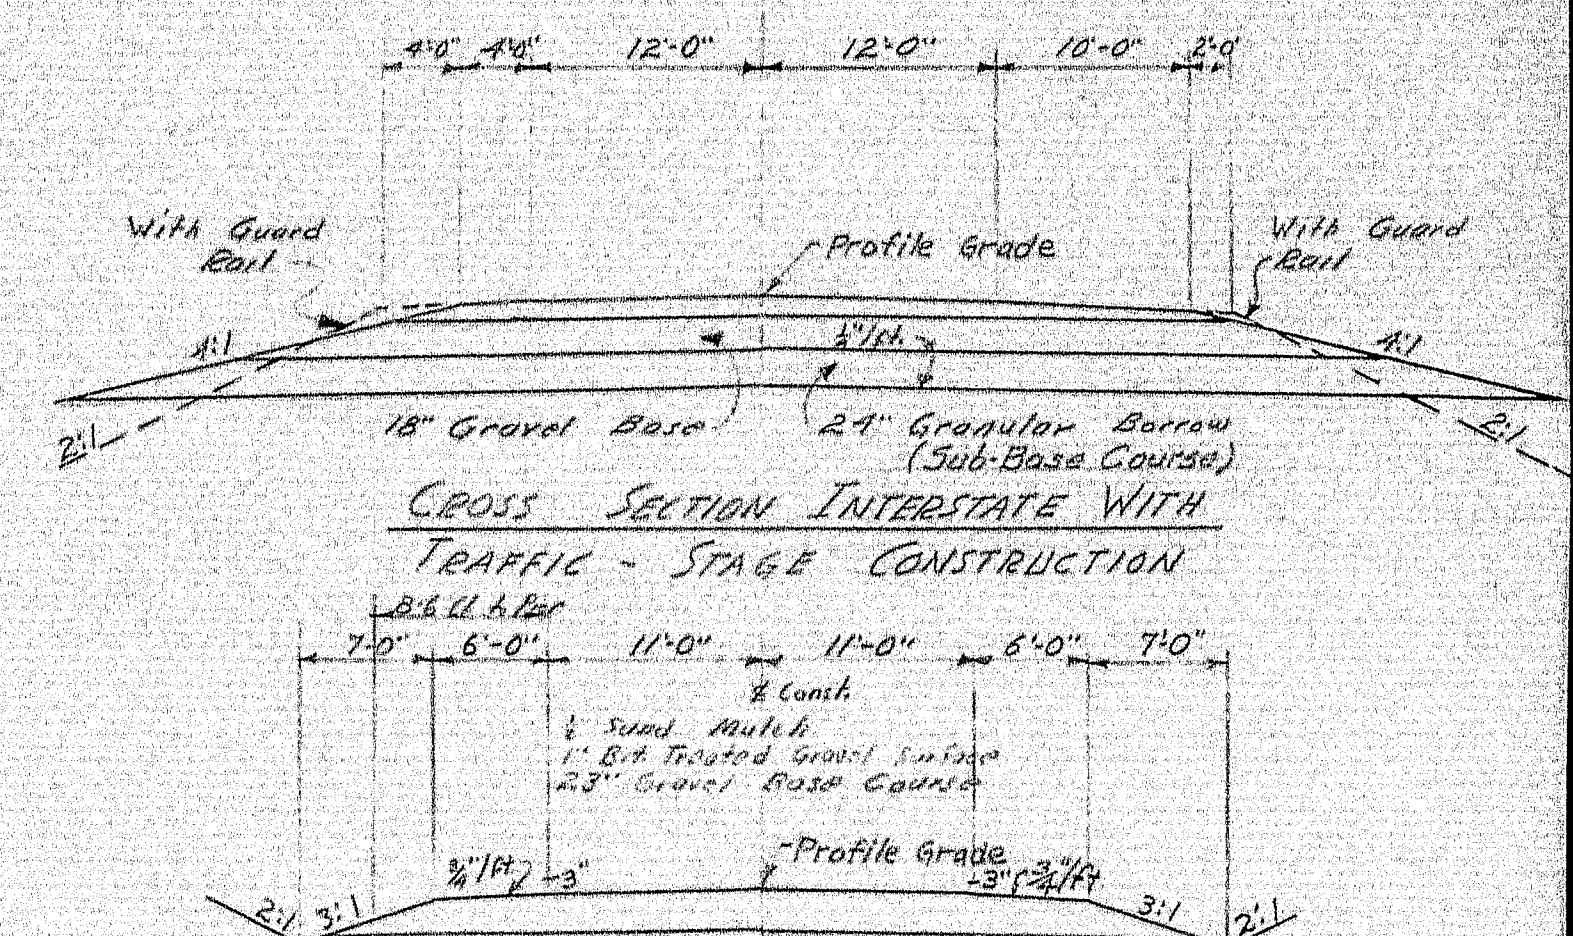 4'-0" 4'-0" 12'-0" 12'-0" 10'-0" 2'-0"
With Guard
Rail
Profile Grade
With Guard
Rail
4:1
/ft.
4:1
2:1
18" Gravel Base
24" Granular Borrow
2:1
(Sub-Base Course)
CROSS SECTION INTERSTATE WITH
TRAFFIC - STAGE CONSTRUCTION
7'-0" 6'-0" 11'-0" 11'-0" 6'-0" 7'-0"
℄ Const.
Sand Mulch
1" Bit. Treated Gravel Surface
23" Gravel Base Course
Profile Grade
3/4"/ft -3"
-3" 3/4"/ft
2:1 3:1
3:1 2:1